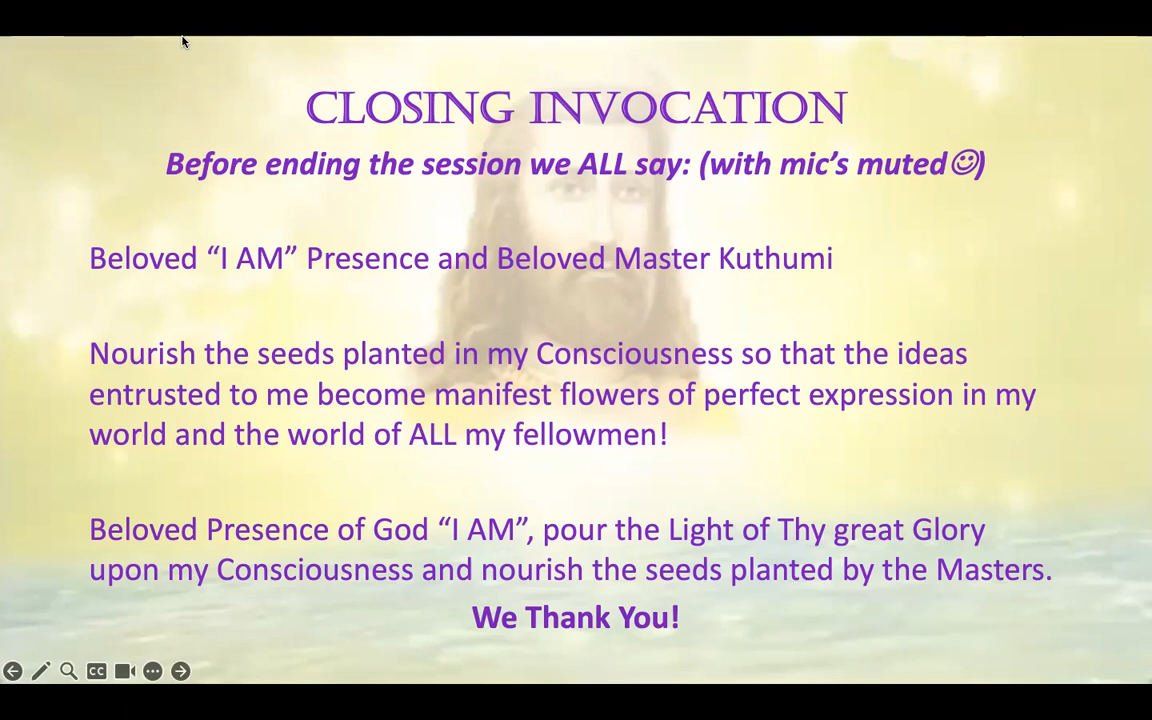 CLOSING INVOCATION
Before ending the session we ALL say: (with mic’s muted☺)
Beloved “I AM” Presence and Beloved Master Kuthumi
Nourish the seeds planted in my Consciousness so that the ideas
entrusted to me become manifest flowers of perfect expression in my
world and the world of ALL my fellowmen!
Beloved Presence of God “I AM”, pour the Light of Thy great Glory
upon my Consciousness and nourish the seeds planted by the Masters.
We Thank You!
CC